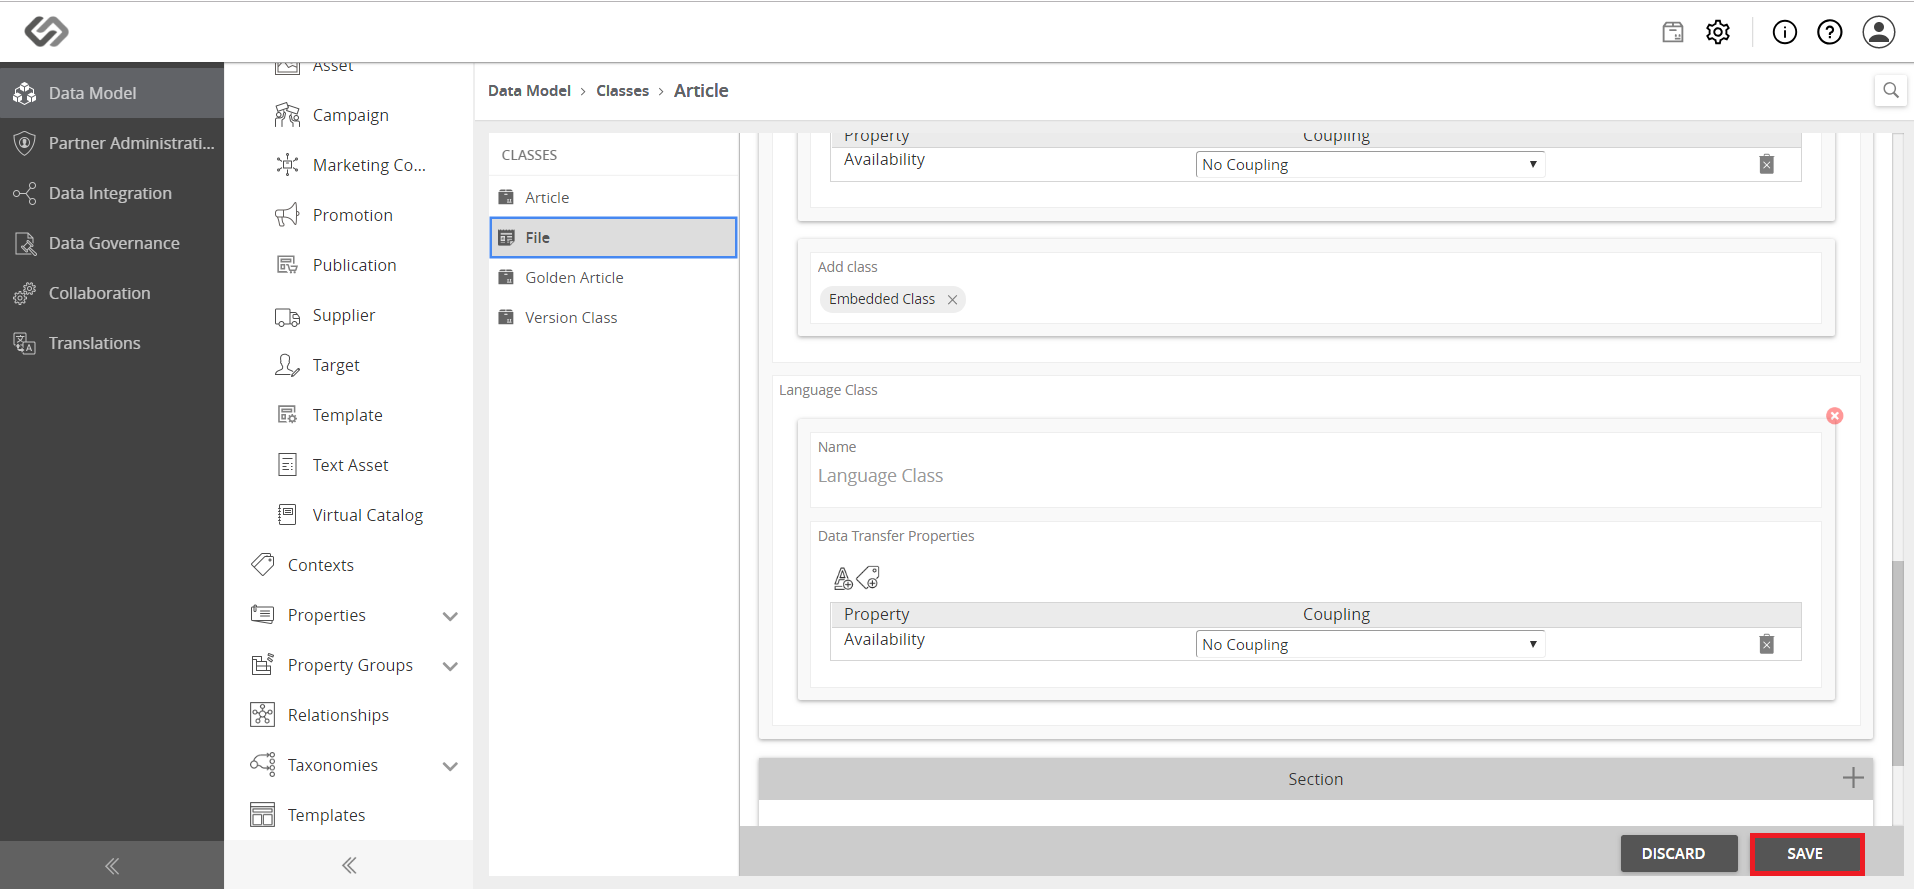 Data Model
Partner Administrati...
Data Integration
Data Governance
Collaboration
Translations
Asset
Campaign
Marketing Co...
Promotion
Publication
Supplier
Target
Template
Text Asset
Virtual Catalog
Contexts
Properties
Property Groups
Relationships
Taxonomies
Templates
Data Model > Classes > Article
CLASSES
Article
File
Golden Article
Version Class
Property Coupling
Availability No Coupling
Add class
Embedded Class
Language Class
Name
Language Class
Data Transfer Properties
Property Coupling
Availability No Coupling
Section
DISCARD SAVE